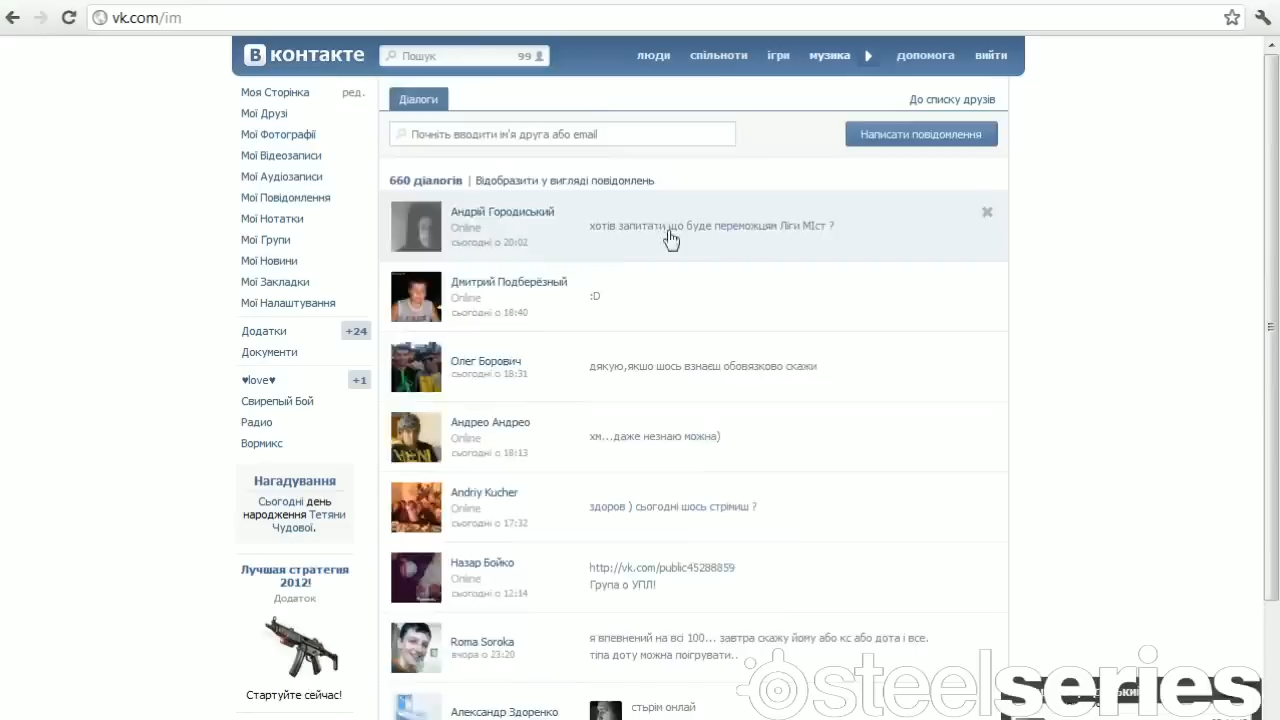 vk.com/im
В контакте
Пошук
99
люди
спільноти
ігри
музика
допомога
вийти
Моя Сторінка
ред.
Мої Друзі
Мої Фотографії
Мої Відеозаписи
Мої Аудіозаписи
Мої Повідомлення
Мої Нотатки
Мої Групи
Мої Новини
Мої Закладки
Мої Налаштування
Додатки
+24
Документи
♥love♥
+1
Свирепый Бой
Радио
Вормикс
Нагадування
Сьогодні день
народження Тетяни
Чудової.
Лучшая стратегия
2012!
Додаток
Стартуйте сейчас!
Діалоги
До списку друзів
Почніть вводити ім'я друга або email
Написати повідомлення
660 діалогів | Відобразити у вигляді повідомлень
Андрій Городиський
Online
сьогодні о 20:02
хотів запитати що буде переможцям Ліги МІст ?
Дмитрий Подберёзный
Online
сьогодні о 18:40
:D
Олег Борович
сьогодні о 18:31
дякую,якшо шось взнаєш обовязково скажи
Андрео Андрео
Online
сьогодні о 18:13
хм...даже незнаю можна)
Andriy Kucher
Online
сьогодні о 17:32
здоров ) сьогодні шось стрімиш ?
Назар Бойко
Online
сьогодні о 12:14
http://vk.com/public45288859
Група о УПЛ!
Roma Soroka
вчора о 23:20
я впевнений на всі 100... завтра скажу йому або кс або дота і все.
тіпа доту можна поігрувати..
Александр Здоренко
стьрім онлай
steelseries